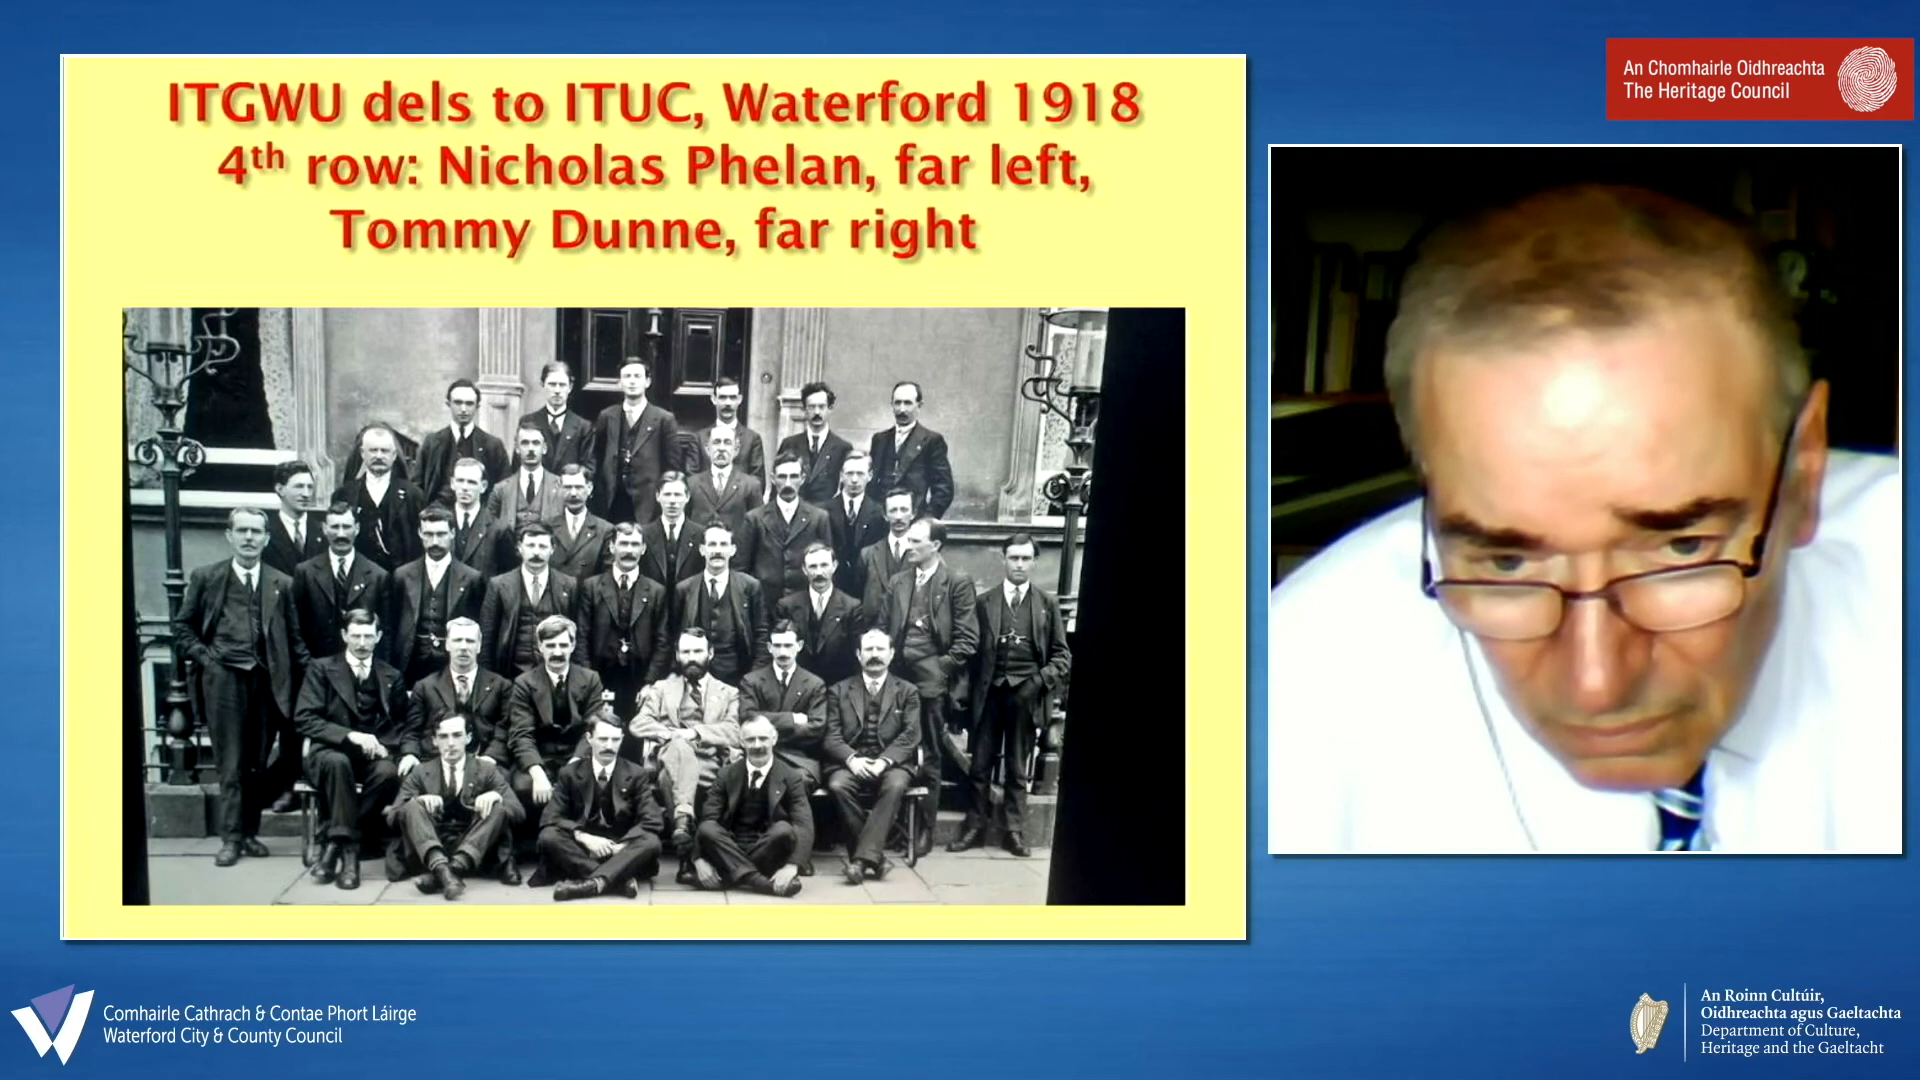 ITGWU dels to ITUC, Waterford 1918
4th row: Nicholas Phelan, far left,
Tommy Dunne, far right
An Chomhairle Oidhreachta
The Heritage Council
Comhairle Cathrach & Contae Phort Láirge
Waterford City & County Council
An Roinn Cultúir,
Oidhreachta agus Gaeltachta
Department of Culture,
Heritage and the Gaeltacht